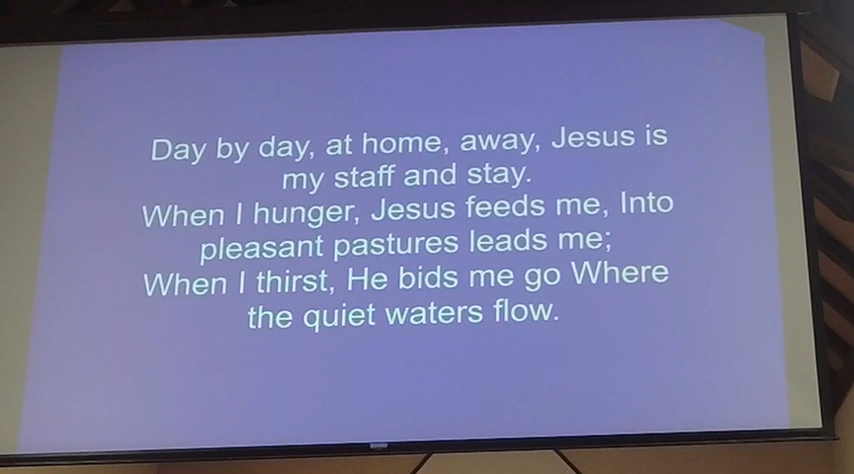 Day by day, at home, away, Jesus is
my staff and stay.
When I hunger, Jesus feeds me, Into
pleasant pastures leads me;
When I thirst, He bids me go Where
the quiet waters flow.